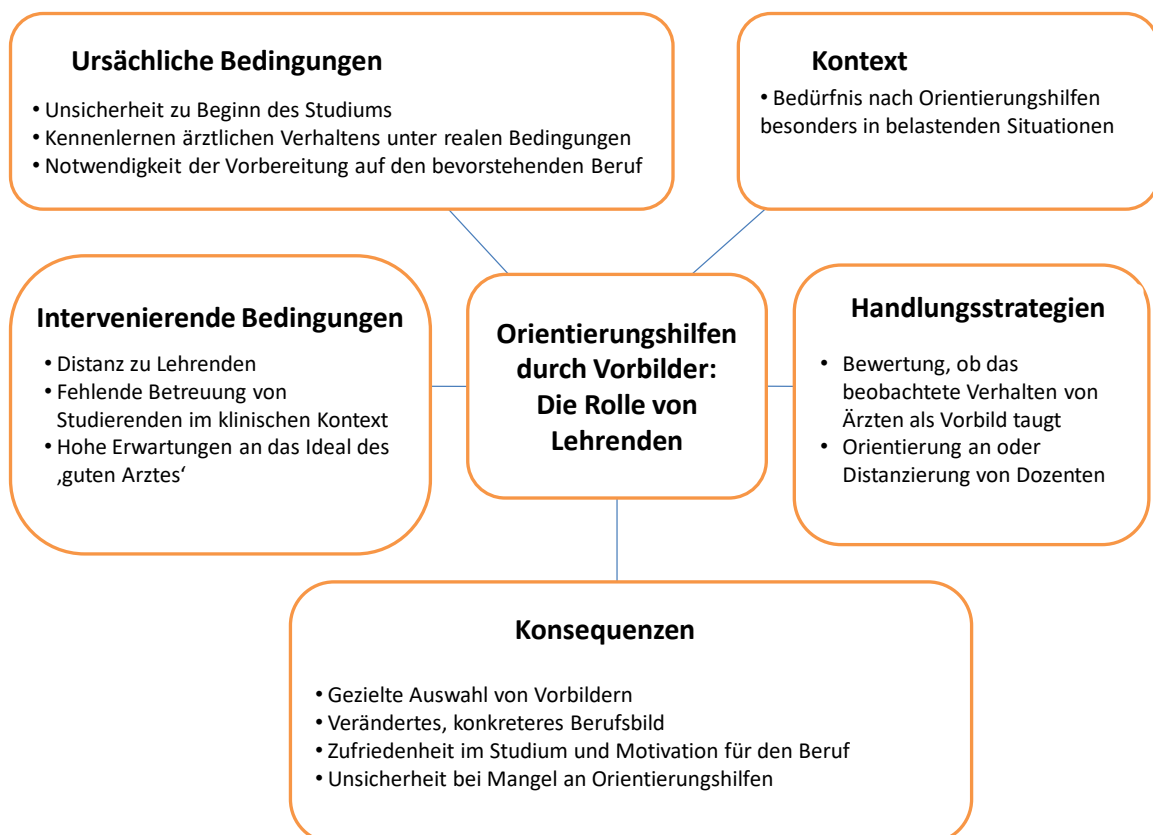 Ursächliche Bedingungen
• Unsicherheit zu Beginn des Studiums
• Kennenlernen ärztlichen Verhaltens unter realen Bedingungen
• Notwendigkeit der Vorbereitung auf den bevorstehenden Beruf
Kontext
• Bedürfnis nach Orientierungshilfen
besonders in belastenden Situationen
Intervenierende Bedingungen
• Distanz zu Lehrenden
• Fehlende Betreuung von
Studierenden im klinischen Kontext
• Hohe Erwartungen an das Ideal des
‚guten Arztes‘
Orientierungshilfen
durch Vorbilder:
Die Rolle von
Lehrenden
Handlungsstrategien
• Bewertung, ob das
beobachtete Verhalten von
Ärzten als Vorbild taugt
• Orientierung an oder
Distanzierung von Dozenten
Konsequenzen
• Gezielte Auswahl von Vorbildern
• Verändertes, konkreteres Berufsbild
• Zufriedenheit im Studium und Motivation für den Beruf
• Unsicherheit bei Mangel an Orientierungshilfen